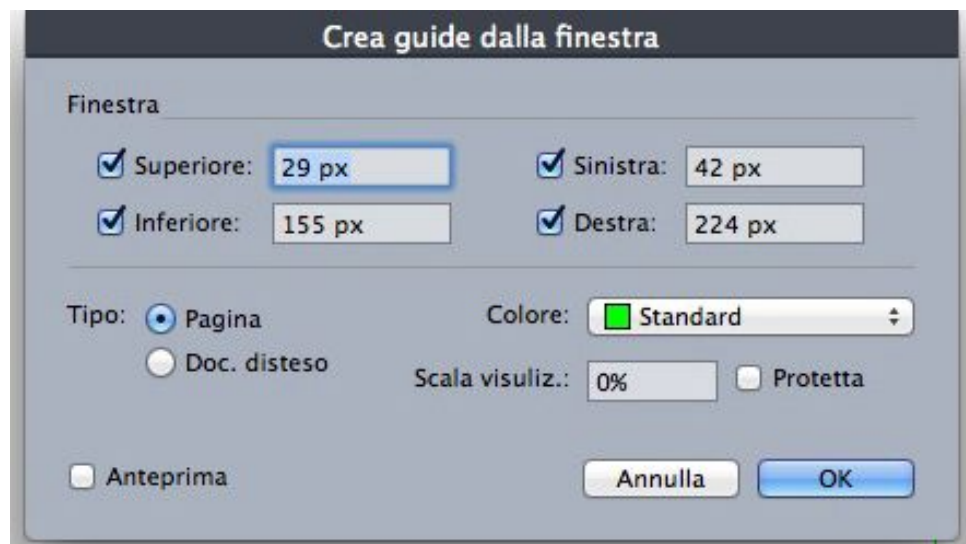 Crea guide dalla finestra
Finestra
Superiore: 29 px Sinistra: 42 px
Inferiore: 155 px Destra: 224 px
Tipo: Pagina Colore: Standard
Doc. disteso
Scala visuliz.: 0% Protetta
Anteprima Annulla OK